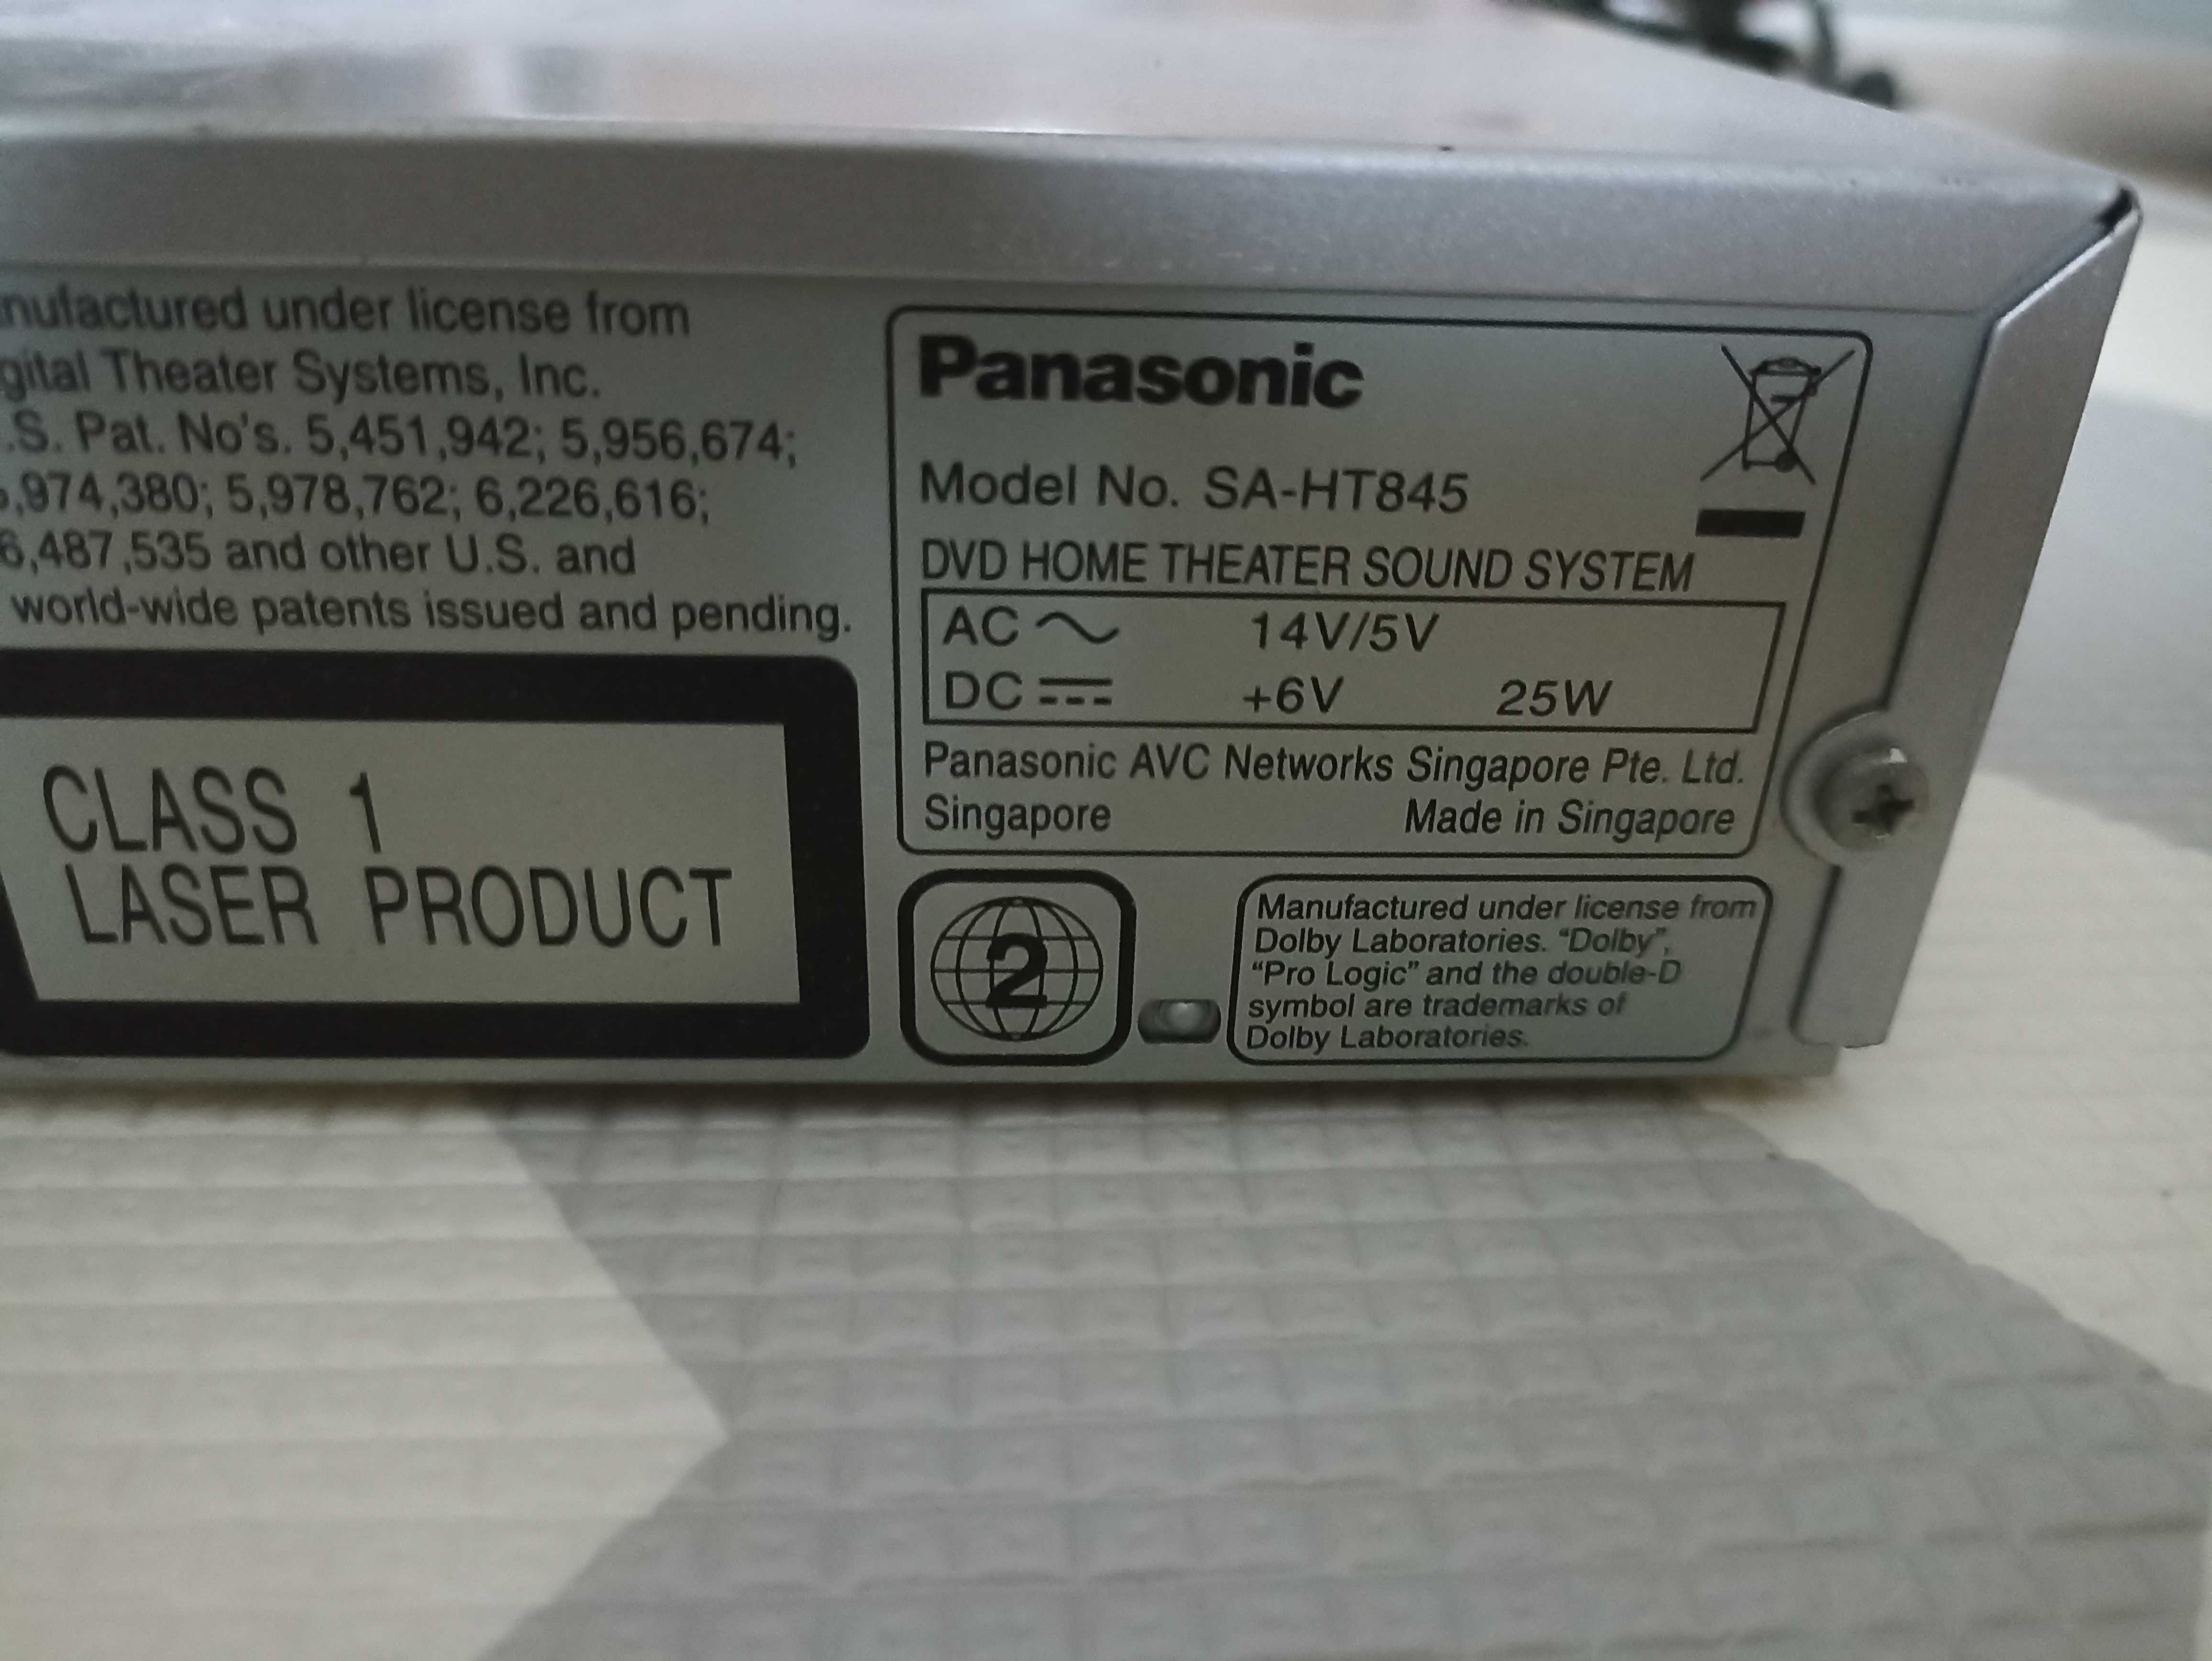 nufactured under license from
gital Theater Systems, Inc.
.S. Pat. No's. 5,451,942; 5,956,674;
,974,380; 5,978,762; 6,226,616;
6,487,535 and other U.S. and
world-wide patents issued and pending.
CLASS 1
LASER PRODUCT
Panasonic
Model No. SA-HT845
DVD HOME THEATER SOUND SYSTEM
AC 14V/5V
DC +6V 25W
Panasonic AVC Networks Singapore Pte. Ltd.
Singapore Made in Singapore
2
Manufactured under license from
Dolby Laboratories. “Dolby”,
“Pro Logic” and the double-D
symbol are trademarks of
Dolby Laboratories.